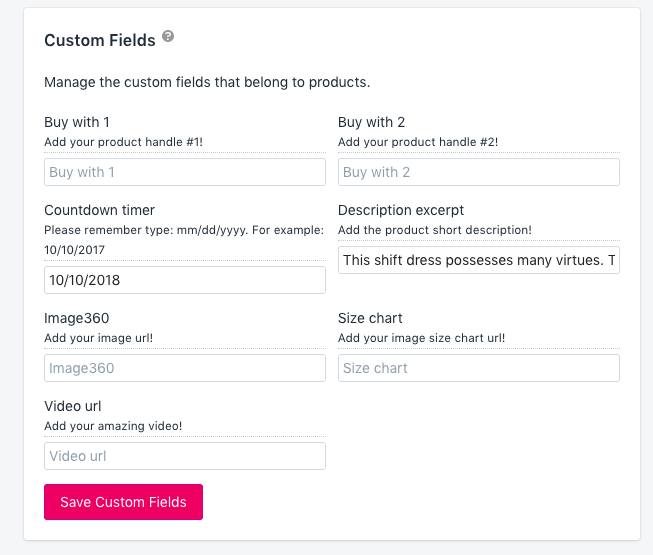 Custom Fields ?
Manage the custom fields that belong to products.
Buy with 1
Add your product handle #1!
Buy with 1
Buy with 2
Add your product handle #2!
Buy with 2
Countdown timer
Please remember type: mm/dd/yyyy. For example:
10/10/2017
10/10/2018
Description excerpt
Add the product short description!
This shift dress possesses many virtues. T
Image360
Add your image url!
Image360
Size chart
Add your image size chart url!
Size chart
Video url
Add your amazing video!
Video url
Save Custom Fields